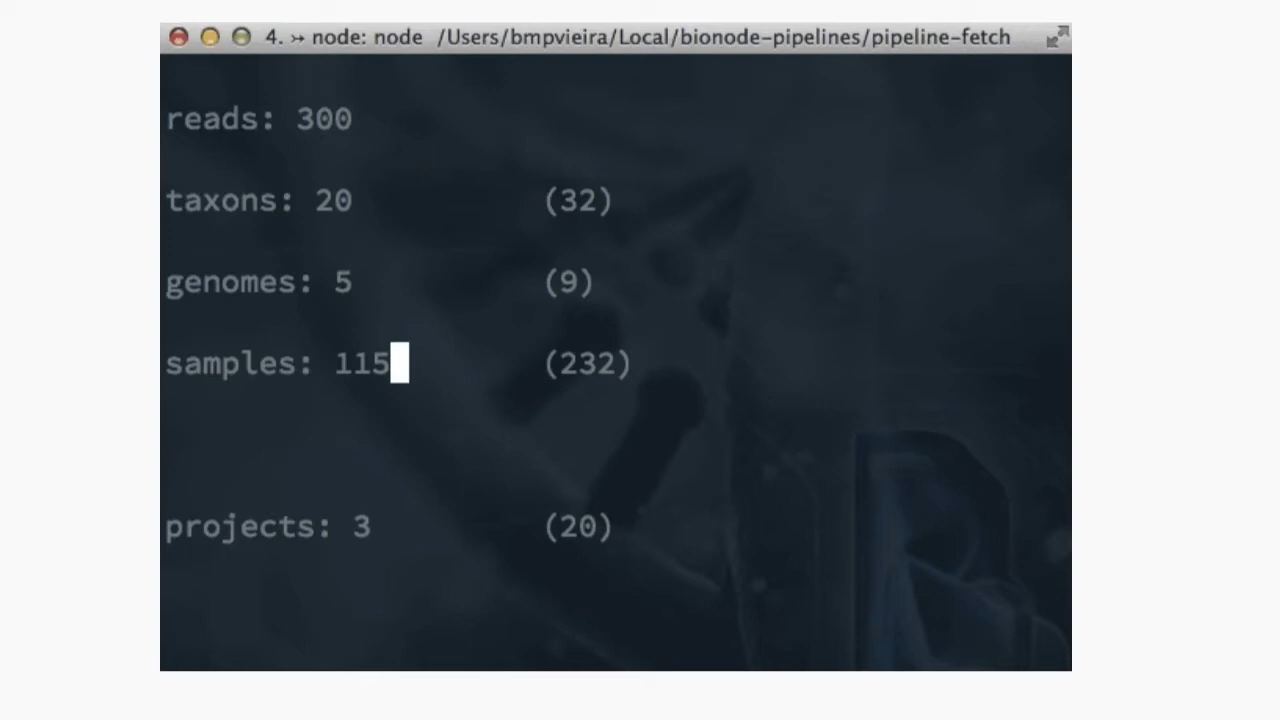 4. ↣ node: node /Users/bmpvieira/Local/bionode-pipelines/pipeline-fetch
reads: 300
taxons: 20 (32)
genomes: 5 (9)
samples: 115 (232)
projects: 3 (20)